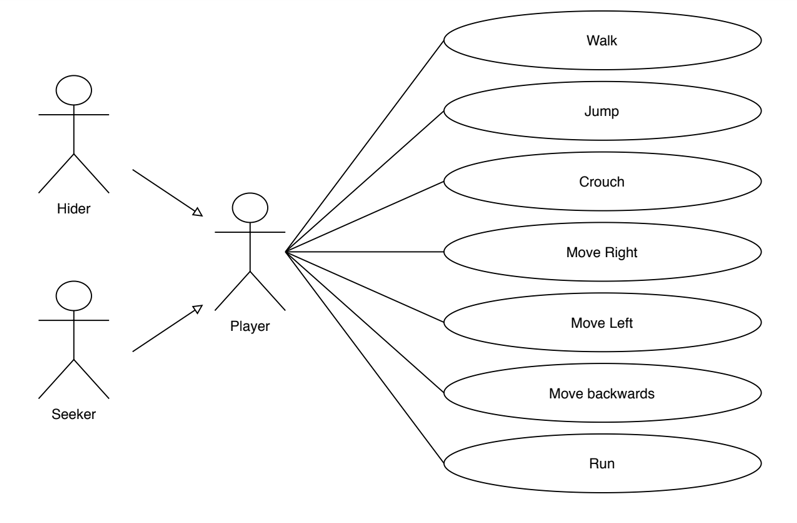 Walk
Jump
Hider
Crouch
Move Right
Player
Move Left
Seeker
Move backwards
Run